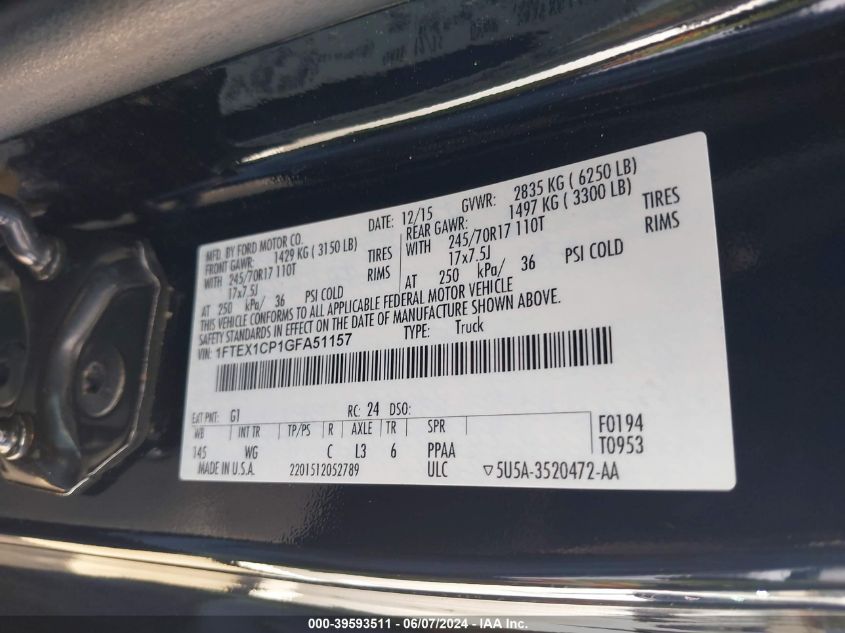 MFD. BY FORD MOTOR CO.
DATE: 12/15 GVWR: 2835 KG ( 6250 LB)
FRONT GAWR: 1429 KG ( 3150 LB) REAR GAWR: 1497 KG ( 3300 LB)
WITH 245/70R17 110T TIRES WITH 245/70R17 110T TIRES
17x7.5J RIMS 17x7.5J RIMS
AT 250 kPa/ 36 PSI COLD AT 250 kPa/ 36 PSI COLD
THIS VEHICLE CONFORMS TO ALL APPLICABLE FEDERAL MOTOR VEHICLE
SAFETY STANDARDS IN EFFECT ON THE DATE OF MANUFACTURE SHOWN ABOVE.
VIN: 1FTEX1CP1GFA51157 TYPE: Truck
EXT PNT: G1 RC: 24 DSO:
WB INT TR TP/PS R AXLE TR SPR F0194
145 WG C L3 6 PPAA T0953
MADE IN U.S.A. 2201512052789 ULC ▽5U5A-3520472-AA
000-39593511 - 06/07/2024 - IAA Inc.